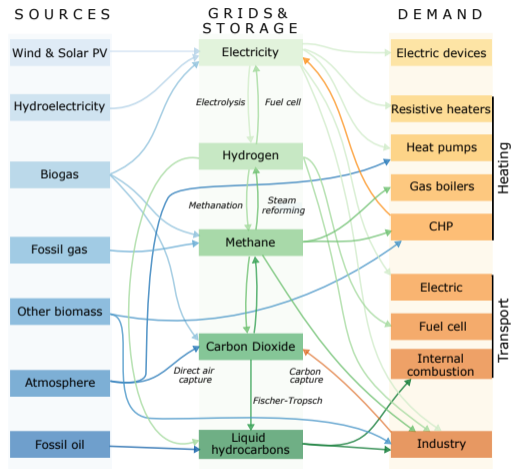 SOURCES
GRIDS &
STORAGE
DEMAND
Wind & Solar PV
Hydroelectricity
Biogas
Fossil gas
Other biomass
Atmosphere
Fossil oil
Electricity
Electrolysis
Fuel cell
Hydrogen
Methanation
Steam
reforming
Methane
Carbon Dioxide
Direct air
capture
Carbon
capture
Fischer-Tropsch
Liquid
hydrocarbons
Electric devices
Resistive heaters
Heat pumps
Gas boilers
CHP
Heating
Electric
Fuel cell
Internal
combustion
Transport
Industry